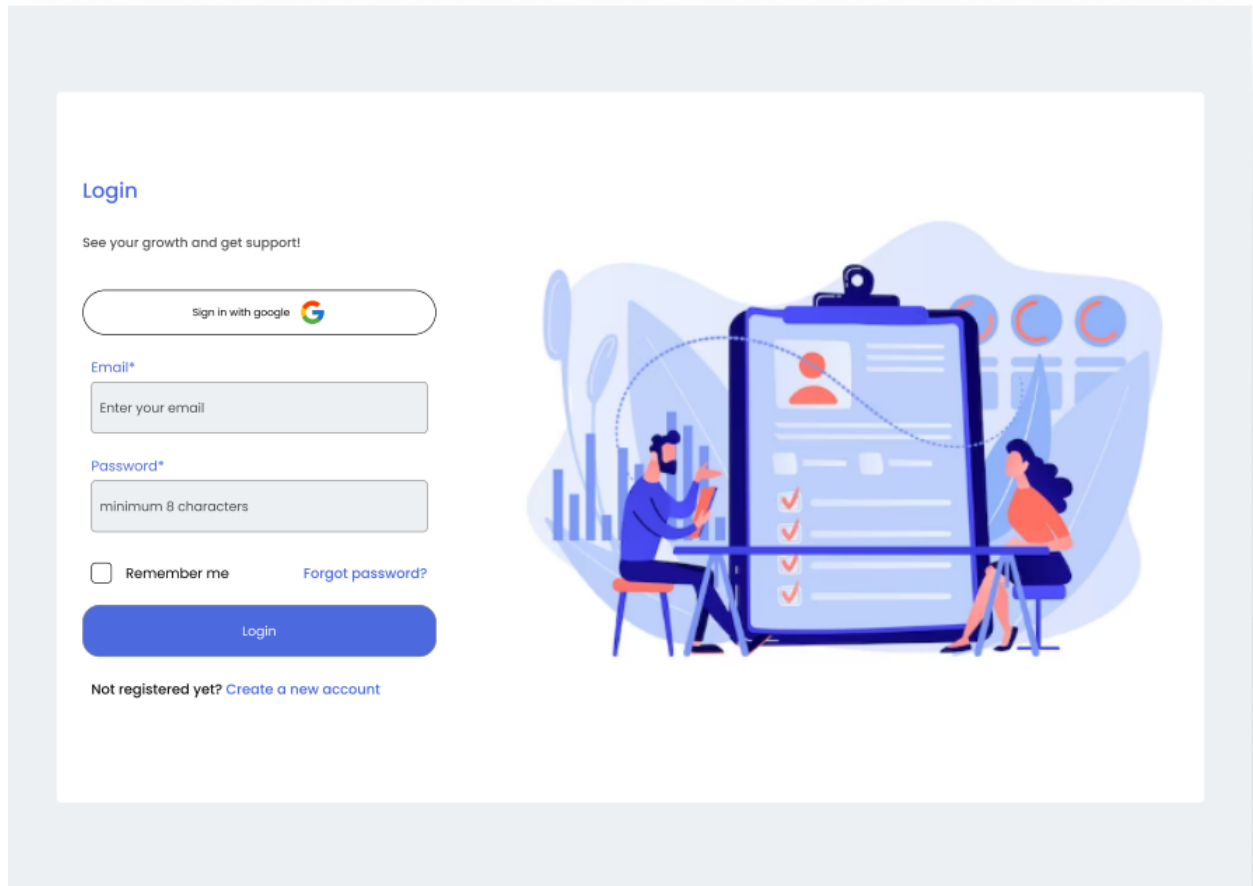 Login
See your growth and get support!
Sign in with google
Email*
Enter your email
Password*
minimum 8 characters
Remember me Forgot password?
Login
Not registered yet? Create a new account